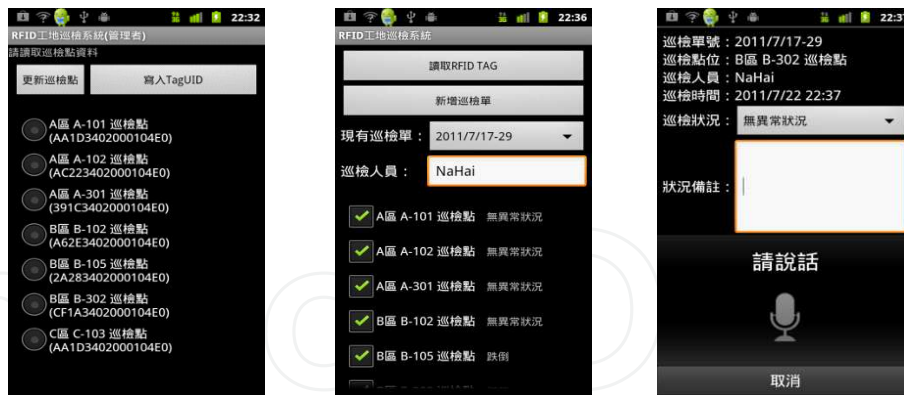 22:32
RFID工地巡檢系統(管理者)
請讀取巡檢點資料
更新巡檢點
寫入TagUID
A區 A-101 巡檢點
(AA1D3402000104E0)
A區 A-102 巡檢點
(AC223402000104E0)
A區 A-301 巡檢點
(391C3402000104E0)
B區 B-102 巡檢點
(A62E3402000104E0)
B區 B-105 巡檢點
(2A283402000104E0)
B區 B-302 巡檢點
(CF1A3402000104E0)
C區 C-103 巡檢點
(AA1D3402000104E0)
22:36
RFID工地巡檢系統
讀取RFID TAG
新增巡檢單
現有巡檢單： 2011/7/17-29
巡檢人員： NaHai
A區 A-101 巡檢點 無異常狀況
A區 A-102 巡檢點 無異常狀況
A區 A-301 巡檢點 無異常狀況
B區 B-102 巡檢點 無異常狀況
B區 B-105 巡檢點 跌倒
22:37
巡檢單號：2011/7/17-29
巡檢點位：B區 B-302 巡檢點
巡檢人員：NaHai
巡檢時間：2011/7/22 22:37
巡檢狀況： 無異常狀況
狀況備註：
請說話
取消